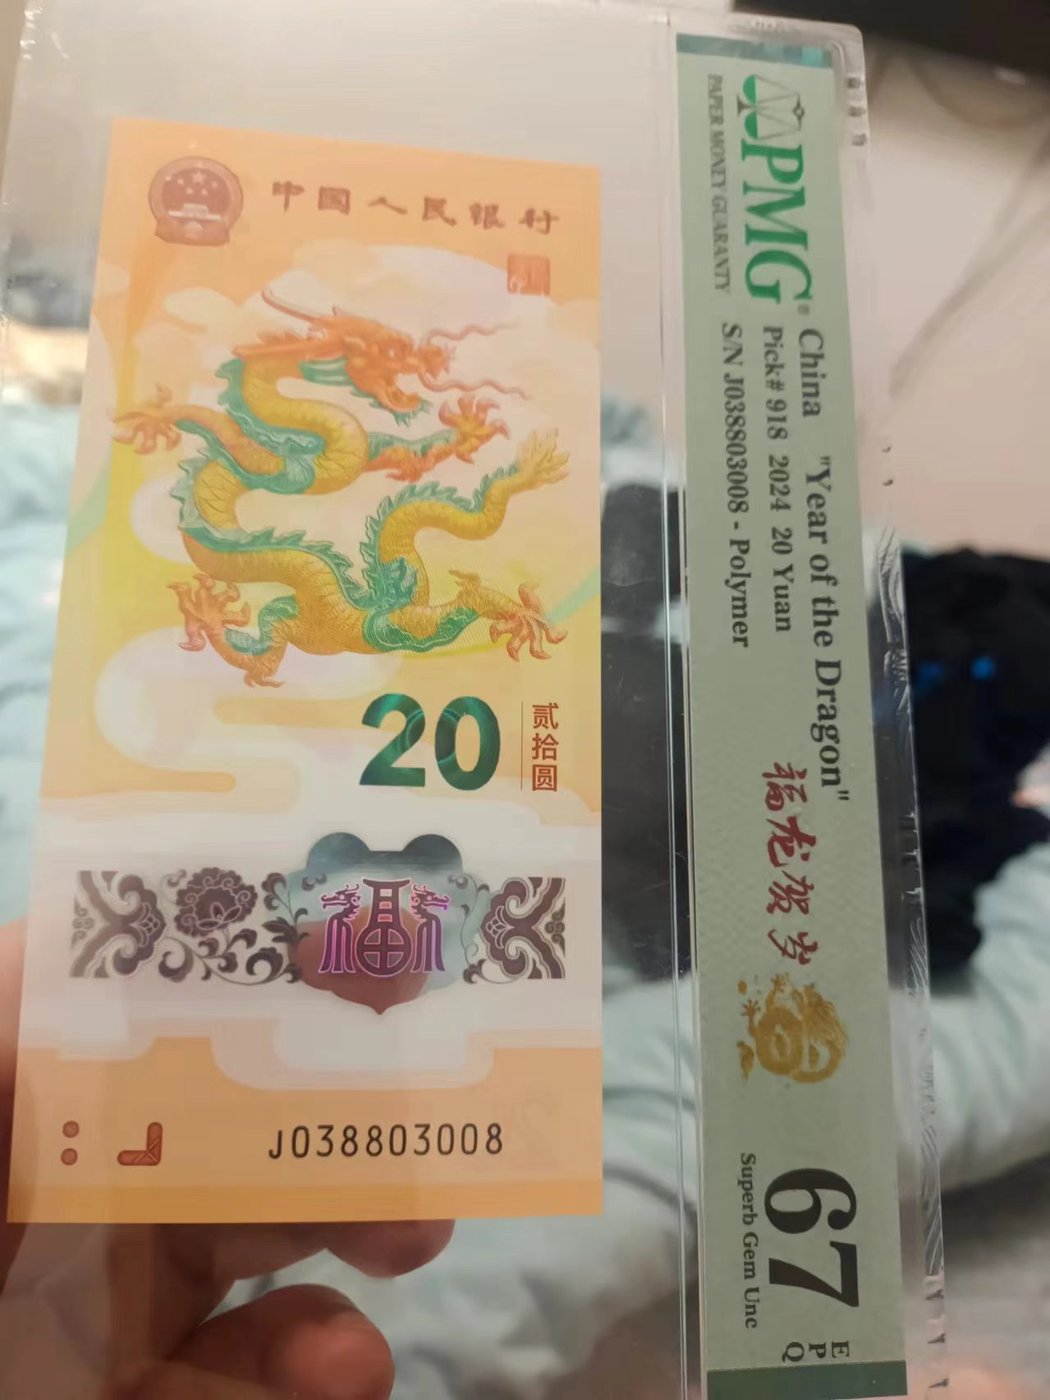 中国人民银行
20
贰拾圆
福
J038803008
PMG®
PAPER MONEY GUARANTY
China "Year of the Dragon"
Pick# 918 2024 20 Yuan
S/N J038803008 - Polymer
福龙贺岁
67
EPQ
Superb Gem Unc